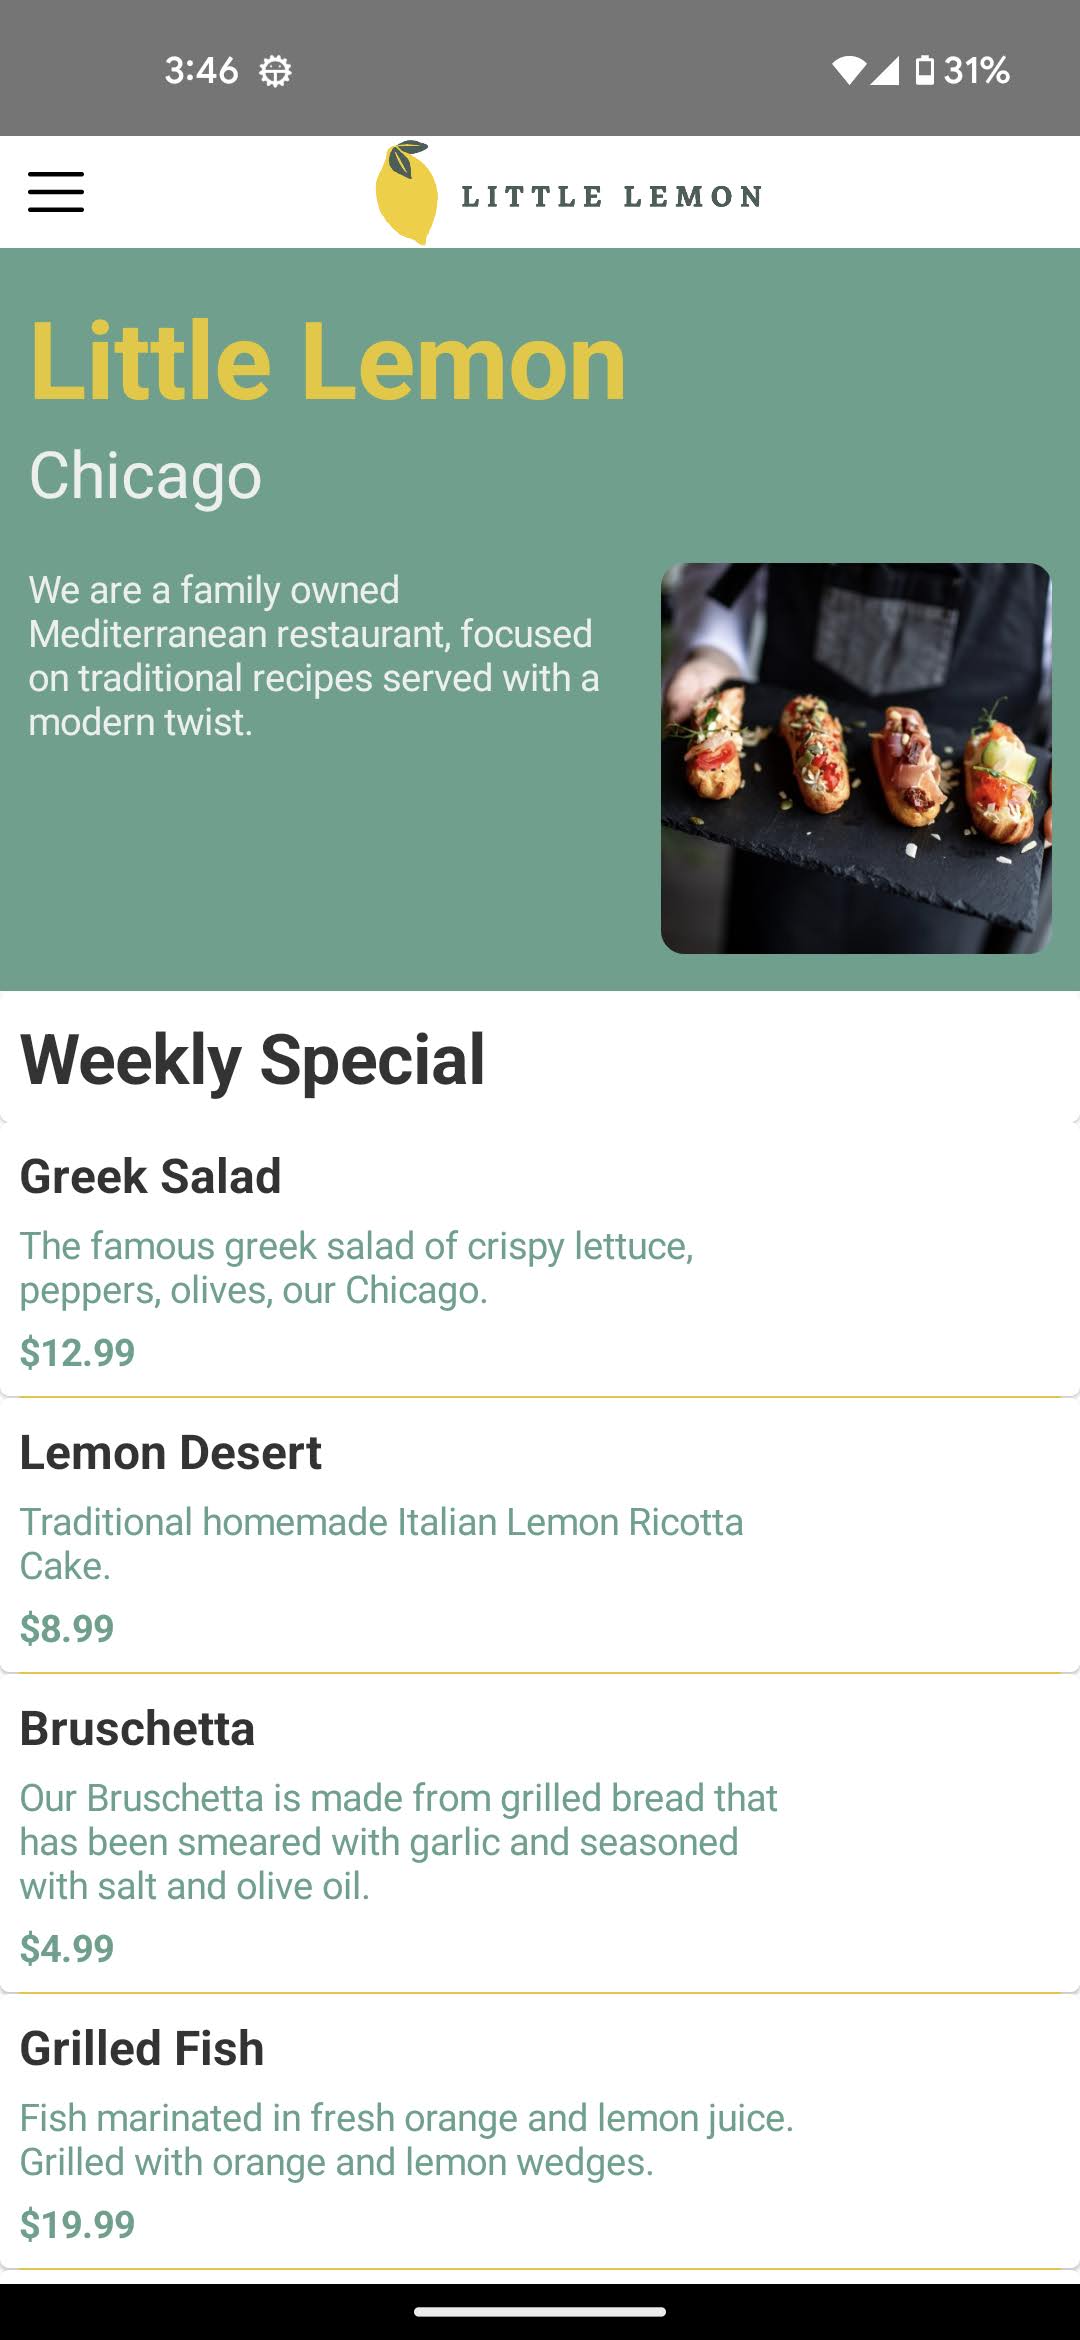 3:46 31%
LITTLE LEMON
Little Lemon
Chicago
We are a family owned
Mediterranean restaurant, focused
on traditional recipes served with a
modern twist.
Weekly Special
Greek Salad
The famous greek salad of crispy lettuce,
peppers, olives, our Chicago.
$12.99
Lemon Desert
Traditional homemade Italian Lemon Ricotta
Cake.
$8.99
Bruschetta
Our Bruschetta is made from grilled bread that
has been smeared with garlic and seasoned
with salt and olive oil.
$4.99
Grilled Fish
Fish marinated in fresh orange and lemon juice.
Grilled with orange and lemon wedges.
$19.99